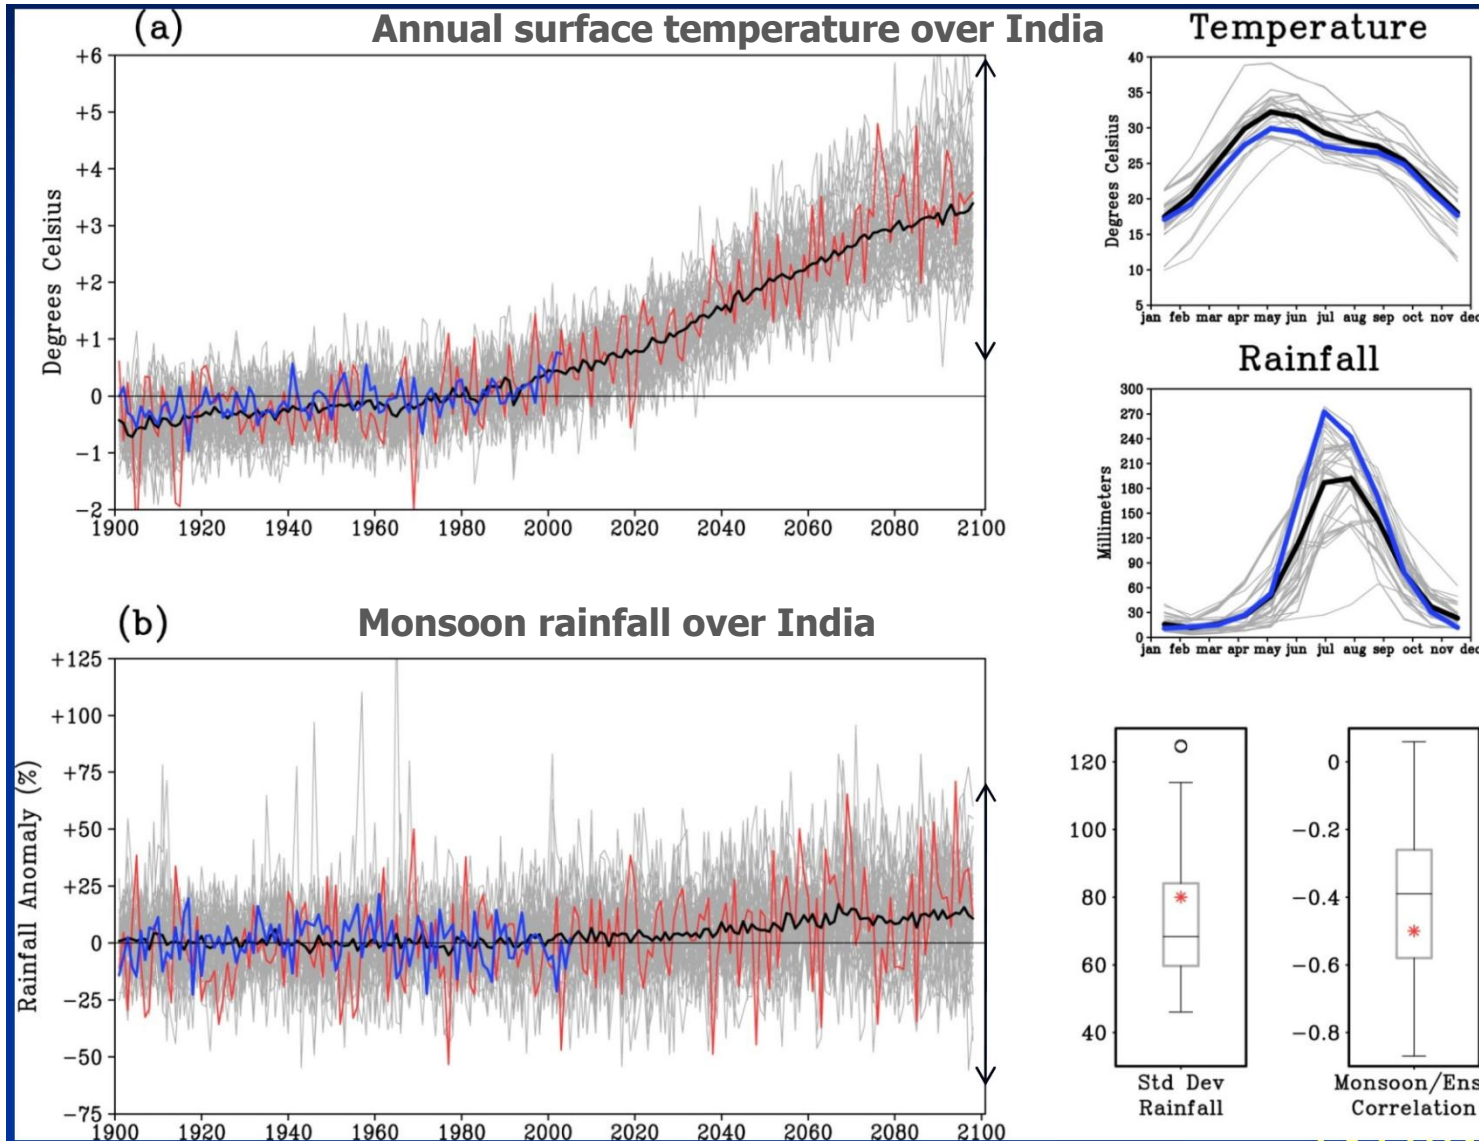 (a)
Annual surface temperature over India
Degrees Celsius
+6
+5
+4
+3
+2
+1
0
−1
−2
1900 1920 1940 1960 1980 2000 2020 2040 2060 2080 2100
Temperature
Degrees Celsius
40
35
30
25
20
15
10
5
jan feb mar apr may jun jul aug sep oct nov dec
Rainfall
Millimeters
300
270
240
210
180
150
120
90
60
30
0
jan feb mar apr may jun jul aug sep oct nov dec
(b)
Monsoon rainfall over India
Rainfall Anomaly (%)
+125
+100
+75
+50
+25
0
−25
−50
−75
1900 1920 1940 1960 1980 2000 2020 2040 2060 2080 2100
120
100
80
60
40
Std Dev
Rainfall
0
−0.2
−0.4
−0.6
−0.8
Monsoon/Ens
Correlation